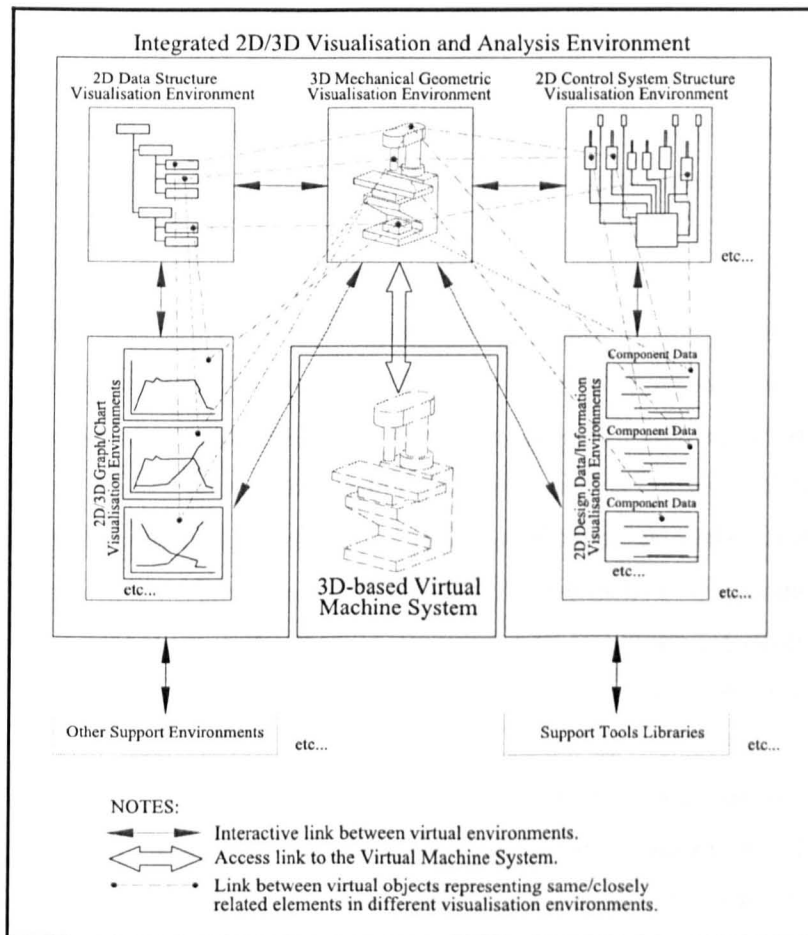 Integrated 2D/3D Visualisation and Analysis Environment
2D Data Structure
Visualisation Environment
3D Mechanical Geometric
Visualisation Environment
2D Control System Structure
Visualisation Environment
etc...
2D/3D Graph/Chart
Visualisation Environments
etc...
3D-based Virtual
Machine System
2D Design Data/Information
Visualisation Environments
Component Data
Component Data
Component Data
etc...
etc...
Other Support Environments
etc...
Support Tools Libraries
etc...
NOTES:
Interactive link between virtual environments.
Access link to the Virtual Machine System.
Link between virtual objects representing same/closely
related elements in different visualisation environments.